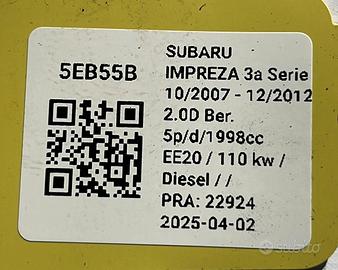 5EB55B
SUBARU
IMPREZA 3a Serie
10/2007 - 12/2012
2.0D Ber.
5p/d/1998cc
EE20 / 110 kw /
Diesel / /
PRA: 22924
2025-04-02
subito